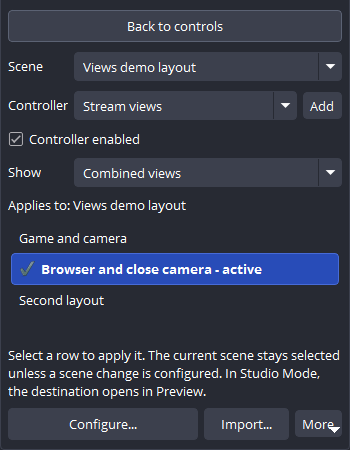 Back to controls
Scene Views demo layout
Controller Stream views Add
Controller enabled
Show Combined views
Applies to: Views demo layout
Game and camera
✓ Browser and close camera - active
Second layout
Select a row to apply it. The current scene stays selected
unless a scene change is configured. In Studio Mode,
the destination opens in Preview.
Configure... Import... More